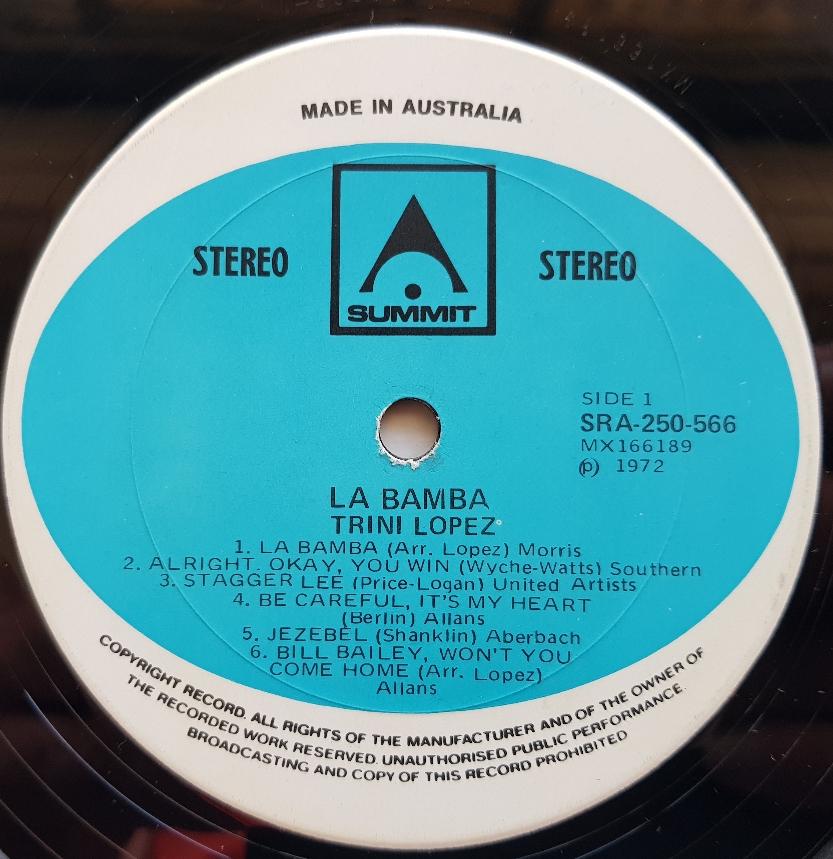 MADE IN AUSTRALIA
STEREO
SUMMIT
STEREO
SIDE 1
SRA-250-566
MX166189
℗ 1972
LA BAMBA
TRINI LOPEZ
1. LA BAMBA (Arr. Lopez) Morris
2. ALRIGHT. OKAY, YOU WIN (Wyche-Watts) Southern
3. STAGGER LEE (Price-Logan) United Artists
4. BE CAREFUL, IT'S MY HEART
(Berlin) Allans
5. JEZEBEL (Shanklin) Aberbach
6. BILL BAILEY, WON'T YOU
COME HOME (Arr. Lopez)
Allans
COPYRIGHT RECORD. ALL RIGHTS OF THE MANUFACTURER AND OF THE OWNER OF
THE RECORDED WORK RESERVED. UNAUTHORISED PUBLIC PERFORMANCE.
BROADCASTING AND COPY OF THIS RECORD PROHIBITED